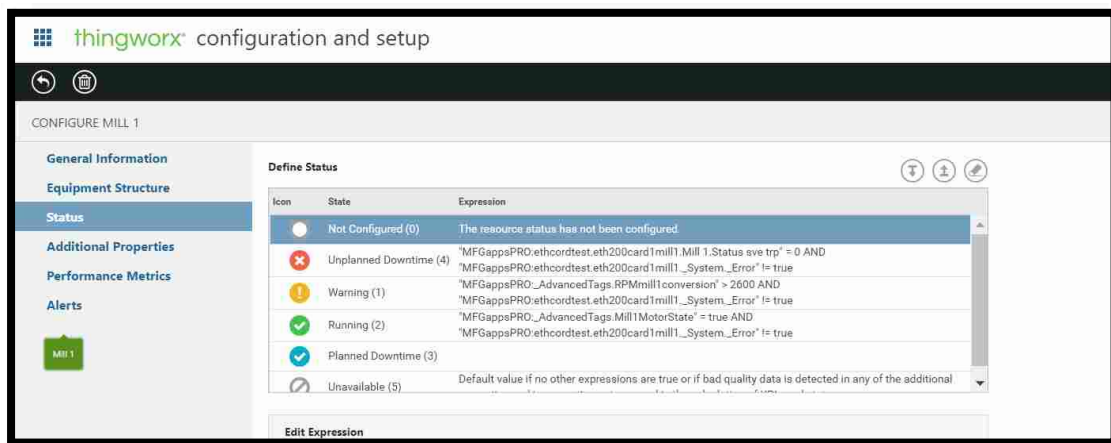 thingworx configuration and setup
CONFIGURE MILL 1
General Information
Equipment Structure
Status
Additional Properties
Performance Metrics
Alerts
Mill 1
Define Status
Icon State Expression
Not Configured (0) The resource status has not been configured.
Unplanned Downtime (4) "MFGappsPRO:ethcordtest.eth200card1mill1.Mill 1.Status sve trp" = 0 AND
"MFGappsPRO:ethcordtest.eth200card1mill1._System._Error" != true
Warning (1) "MFGappsPRO:_AdvancedTags.RPMmill1conversion" > 2600 AND
"MFGappsPRO:ethcordtest.eth200card1mill1._System._Error" != true
Running (2) "MFGappsPRO:_AdvancedTags.Mill1MotorState" = true AND
"MFGappsPRO:ethcordtest.eth200card1mill1._System._Error" != true
Planned Downtime (3)
Unavailable (5) Default value if no other expressions are true or if bad quality data is detected in any of the additional
Edit Expression